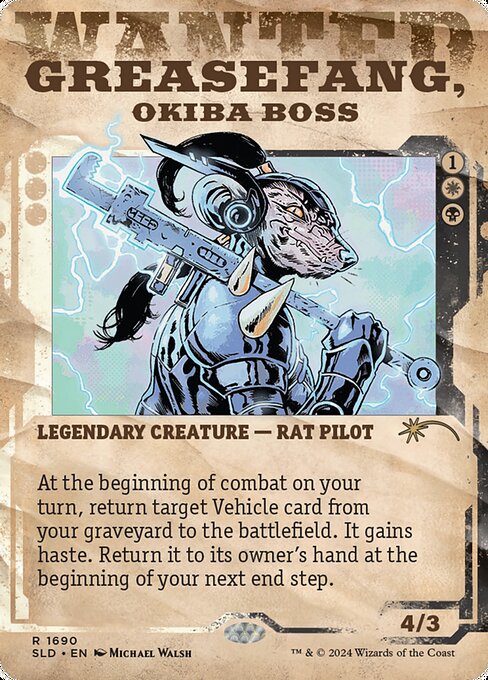 WANTED
GREASEFANG,
OKIBA BOSS
1
LEGENDARY CREATURE — RAT PILOT
At the beginning of combat on your
turn, return target Vehicle card from
your graveyard to the battlefield. It gains
haste. Return it to its owner's hand at the
beginning of your next end step.
4/3
R 1690
SLD • EN Michael Walsh
™ & © 2024 Wizards of the Coast